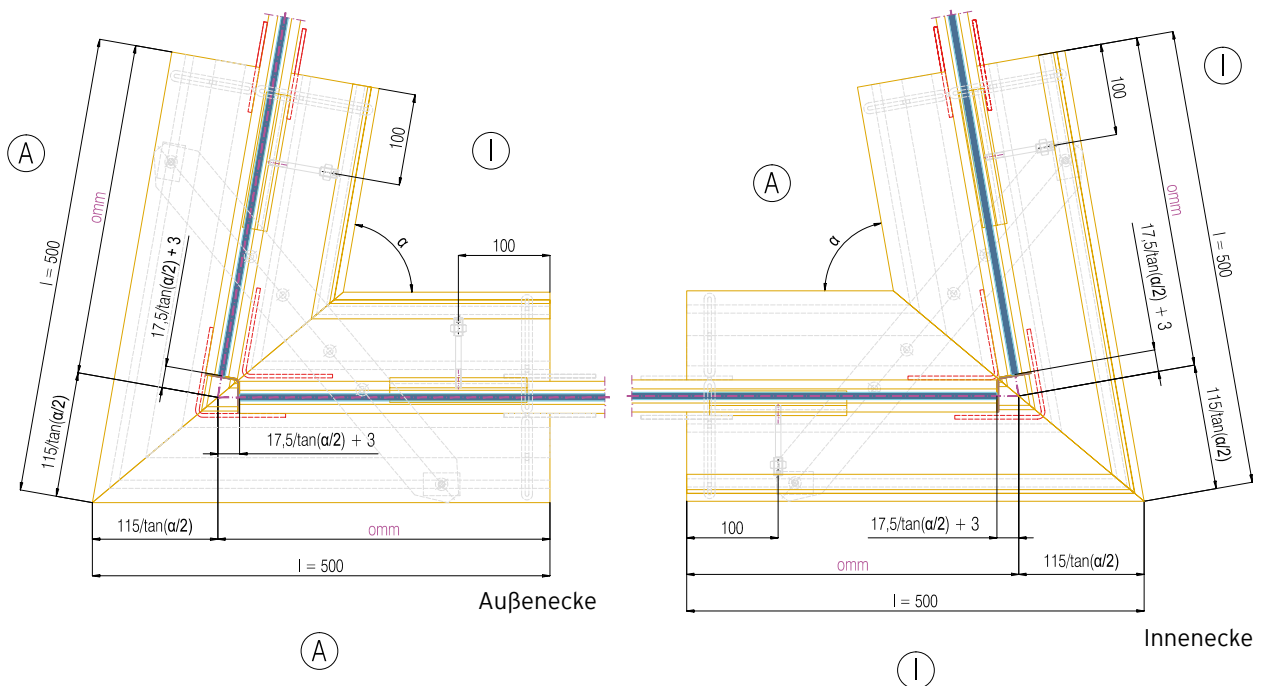 A
I
100
omm
l = 500
17,5/tan(α/2) + 3
115/tan(α/2)
α
100
17,5/tan(α/2) + 3
115/tan(α/2)
omm
l = 500
Außenecke
A
I
A
100
omm
l = 500
17,5/tan(α/2) + 3
115/tan(α/2)
α
100
17,5/tan(α/2) + 3
omm
115/tan(α/2)
l = 500
Innenecke
I